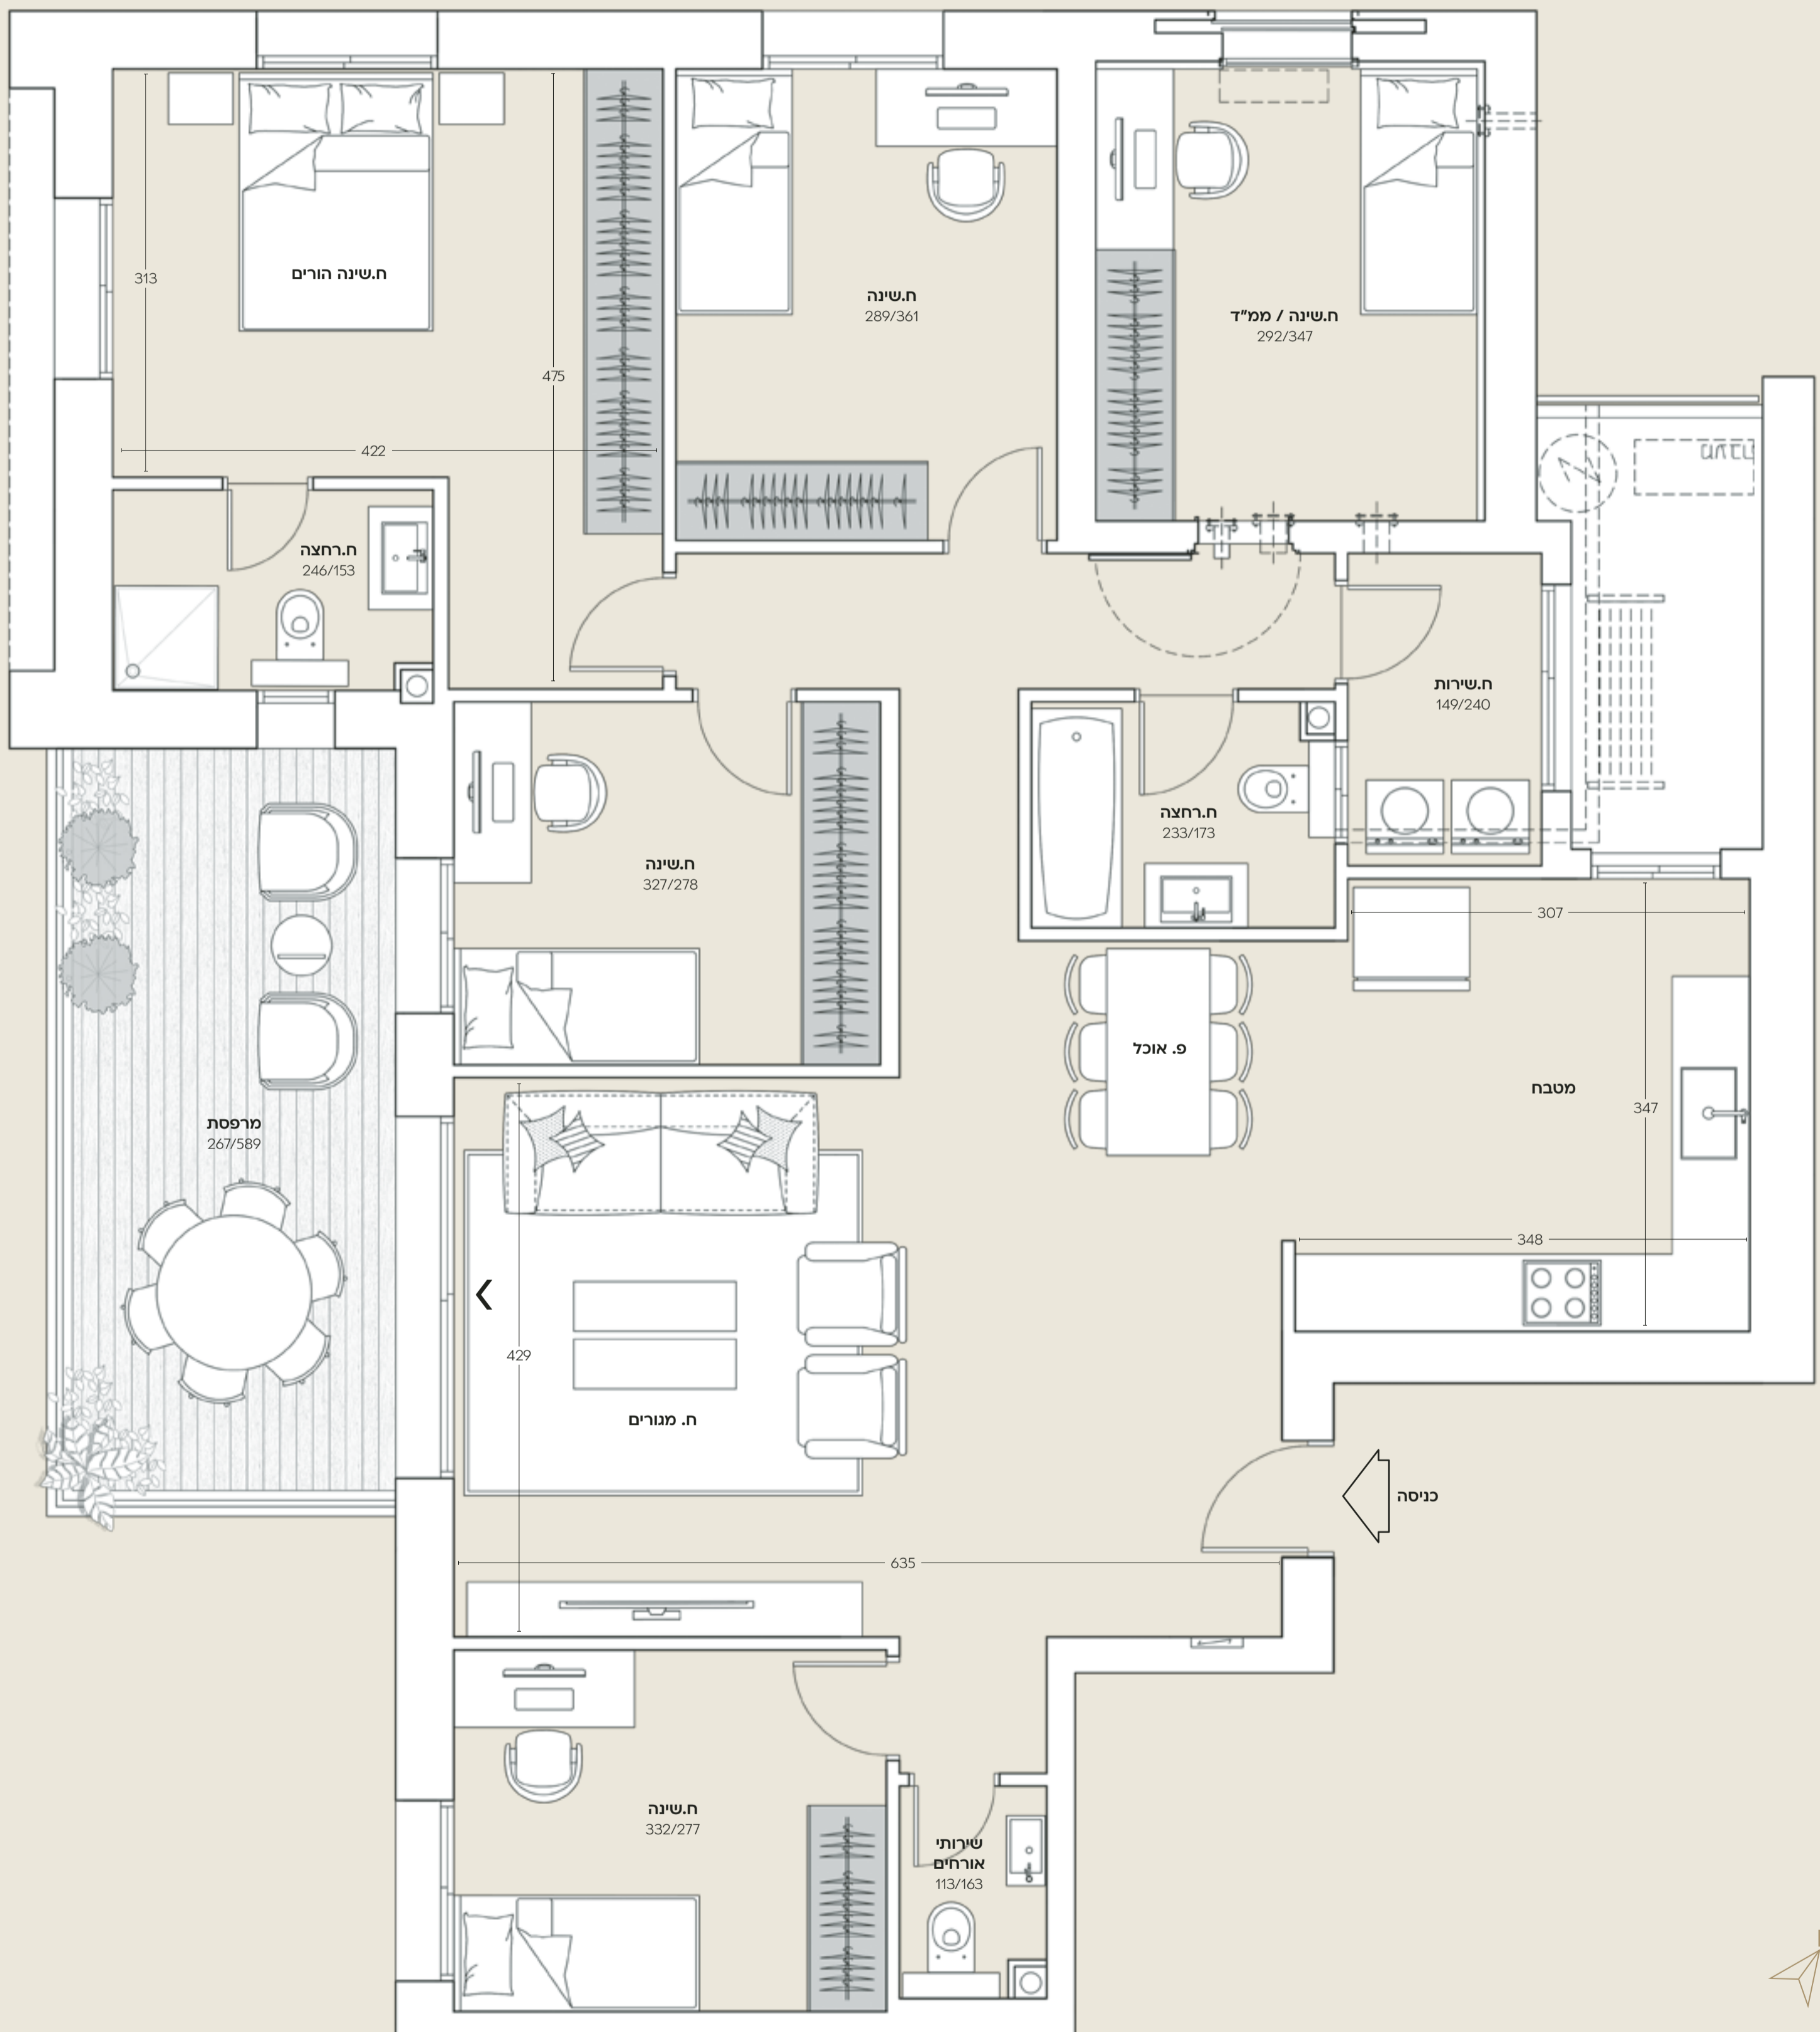 313
ח.שינה הורים
475
422
ח.שינה
289/361
ח.שינה / ממ"ד
292/347
ח.רחצה
246/153
ח.שירות
149/240
ח.רחצה
233/173
ח.שינה
327/278
307
פ. אוכל
מטבח
347
348
מרפסת
267/589
429
ח. מגורים
כניסה
635
ח.שינה
332/277
שירותי
אורחים
113/163